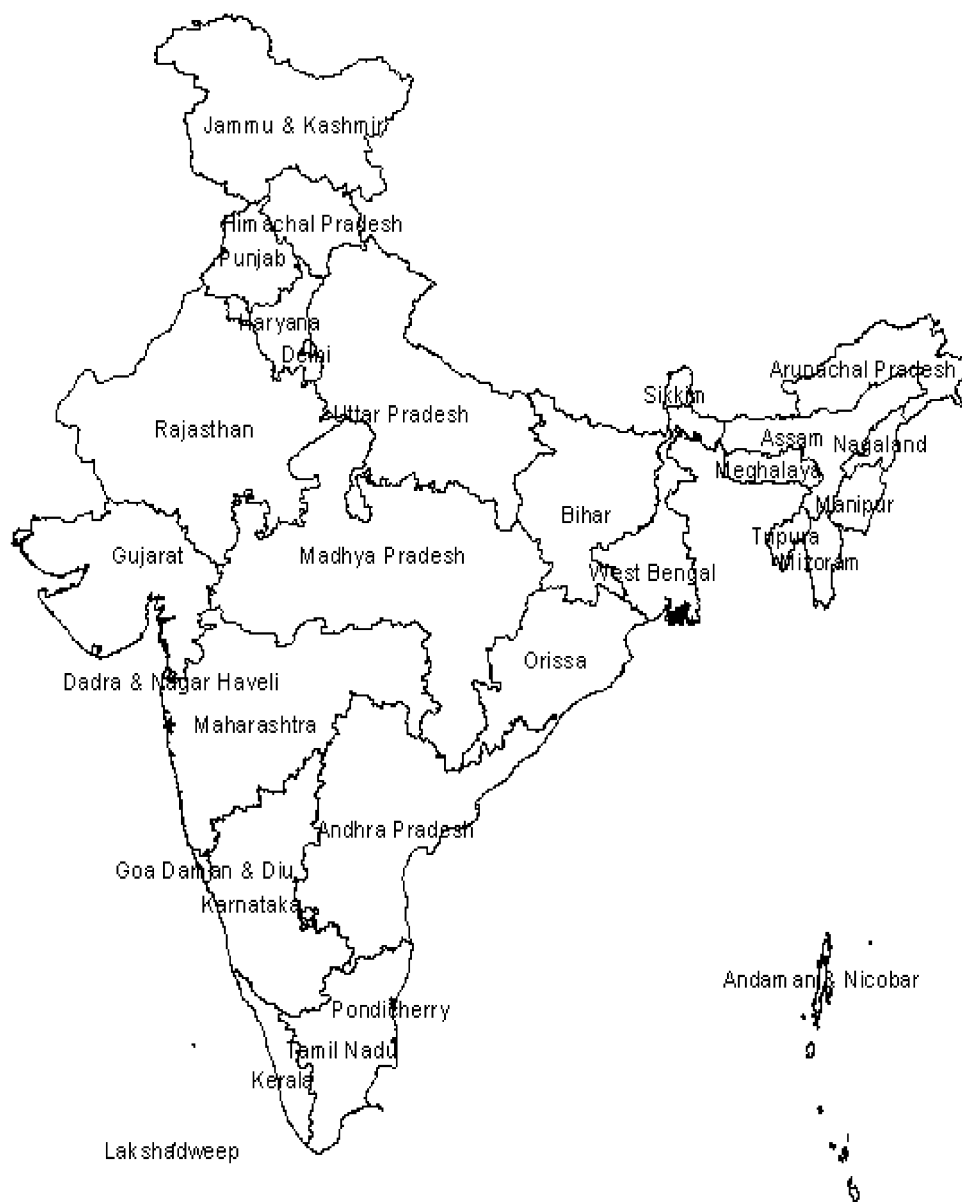 Jammu & Kashmir
Himachal Pradesh
Punjab
Haryana
Delhi
Arunachal Pradesh
Sikkim
Uttar Pradesh
Rajasthan
Assam
Nagaland
Meghalaya
Manipur
Bihar
Tripura
Gujarat
Madhya Pradesh
Mizoram
West Bengal
Orissa
Dadra & Nagar Haveli
Maharashtra
Andhra Pradesh
Goa Daman & Diu
Karnataka
Andaman & Nicobar
Pondicherry
Tamil Nadu
Kerala
Lakshadweep